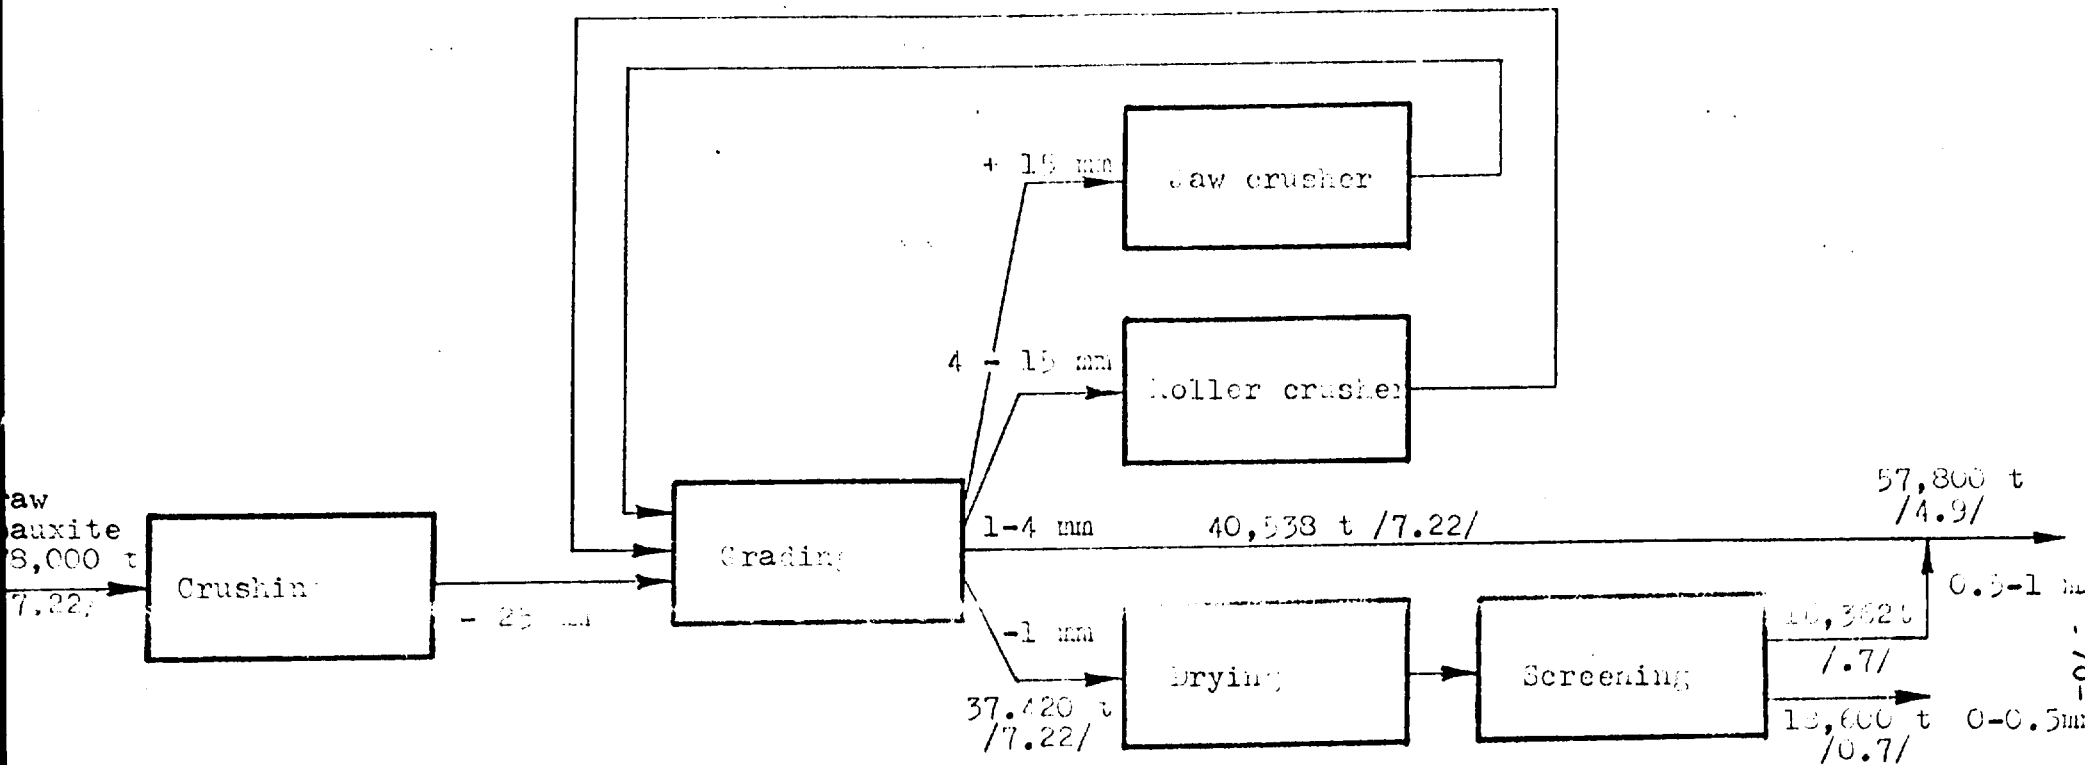 + 15 mm
Jaw crusher
4 - 15 mm
Roller crusher
57,800 t
/4.9/
aw
auxite
8,000 t
7.22/
Crushin
- 25 mm
Grading
1-4 mm
40,538 t /7.22/
-1 mm
37.420 t
/7.22/
Drying
Screening
0.5-1 m
/.7/
0-0.5mm
/0.7/